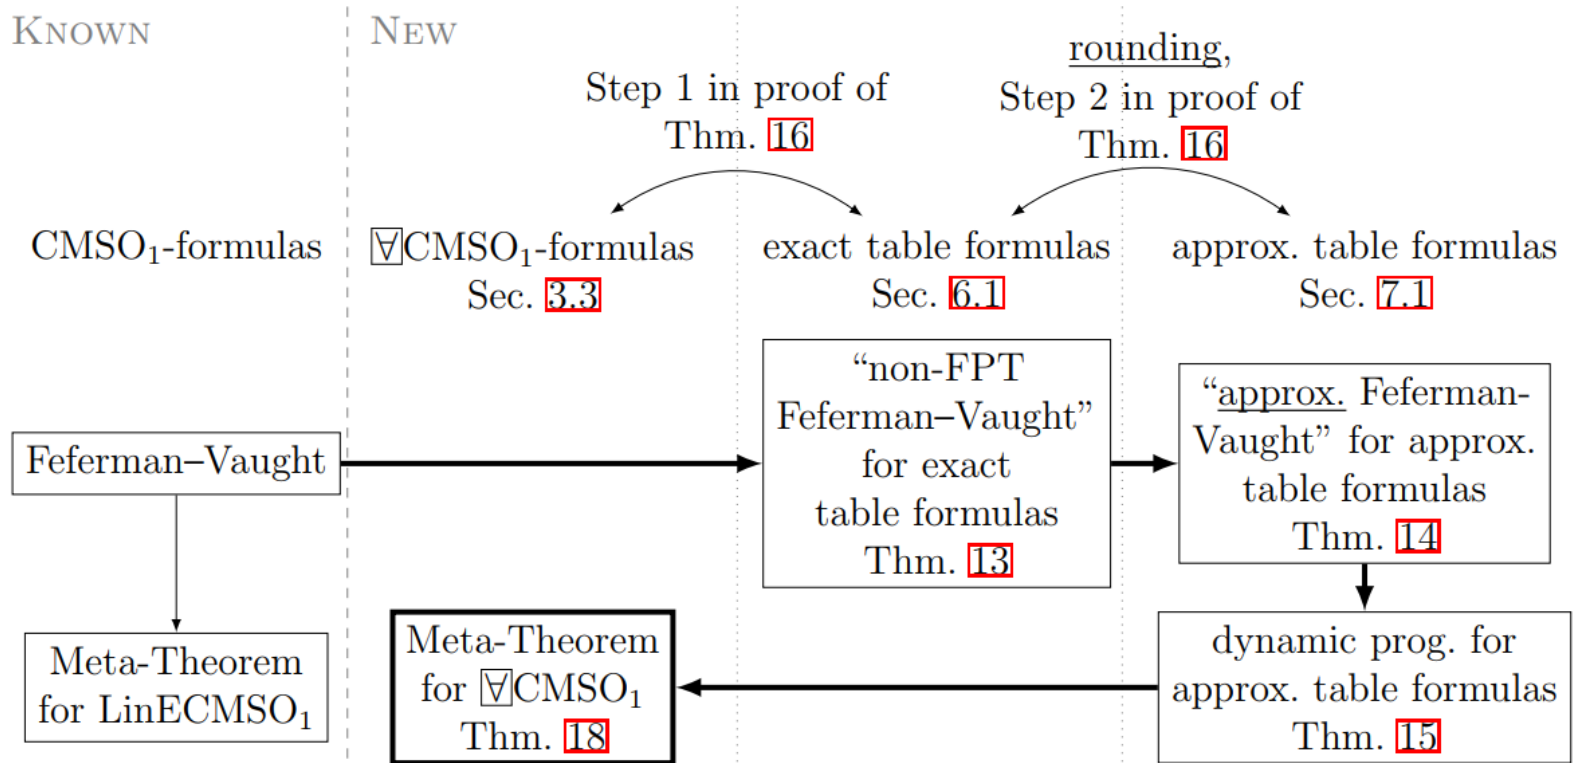 KNOWN
NEW
Step 1 in proof of
Thm. 16
rounding,
Step 2 in proof of
Thm. 16
CMSO₁-formulas
∀CMSO₁-formulas
Sec. 3.3
exact table formulas
Sec. 6.1
approx. table formulas
Sec. 7.1
Feferman–Vaught
“non-FPT
Feferman–Vaught”
for exact
table formulas
Thm. 13
“approx. Feferman-
Vaught” for approx.
table formulas
Thm. 14
Meta-Theorem
for LinECMSO₁
Meta-Theorem
for ∀CMSO₁
Thm. 18
dynamic prog. for
approx. table formulas
Thm. 15